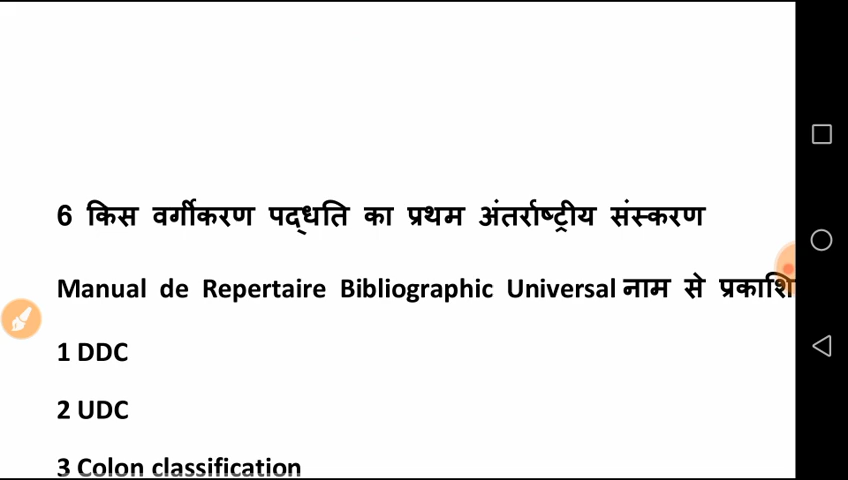 6 किस वर्गीकरण पद्धति का प्रथम अंतर्राष्ट्रीय संस्करण
Manual de Repertaire Bibliographic Universal नाम से प्रकाशि
1 DDC
2 UDC
3 Colon classification